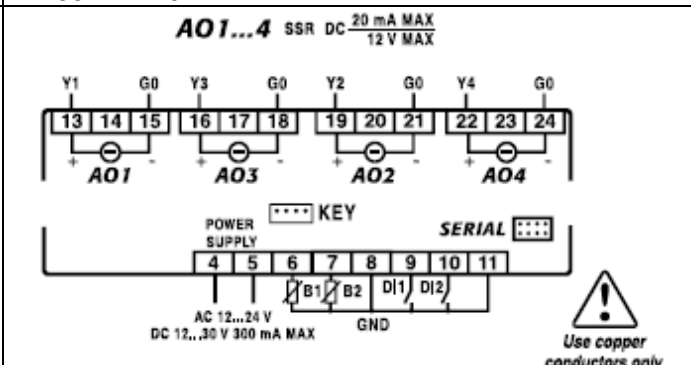 AO1...4 SSR DC 20 mA MAX
12 V MAX
Y1 G0 Y3 G0 Y2 G0 Y4 G0
13 14 15 16 17 18 19 20 21 22 23 24
+ - + - + - + -
AO1 AO3 AO2 AO4
KEY
POWER
SUPPLY
SERIAL
4 5 6 7 8 9 10 11
B1 B2 DI1 DI2
AC 12...24 V
DC 12...30 V 300 mA MAX
GND
!
Use copper
conductors only